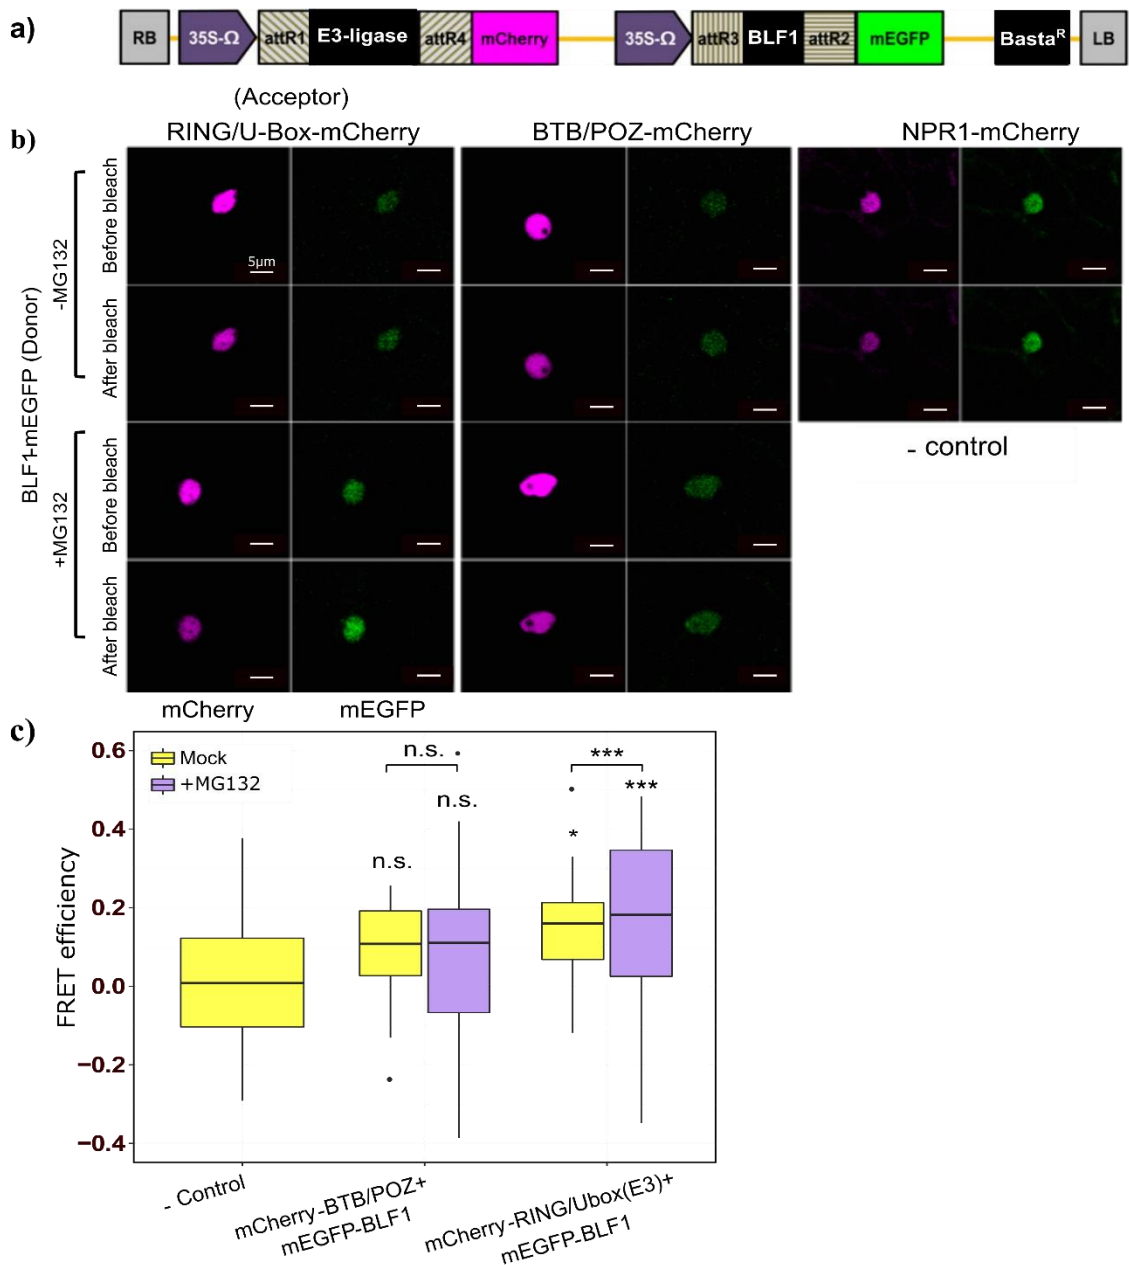 a)
RB 35S-Ω attR1 E3-ligase attR4 mCherry 35S-Ω attR3 BLF1 attR2 mEGFP Bastaᴿ LB
(Acceptor)
b)
RING/U-Box-mCherry BTB/POZ-mCherry NPR1-mCherry
BLF1-mEGFP (Donor)
-MG132
Before bleach
5μm
After bleach
- control
+MG132
Before bleach
After bleach
mCherry mEGFP
c)
FRET efficiency
0.6
0.4
0.2
0.0
−0.2
−0.4
Mock
+MG132
n.s.
n.s.
n.s.
***
***
*
- Control
mCherry-BTB/POZ+
mEGFP-BLF1
mCherry-RING/Ubox(E3)+
mEGFP-BLF1